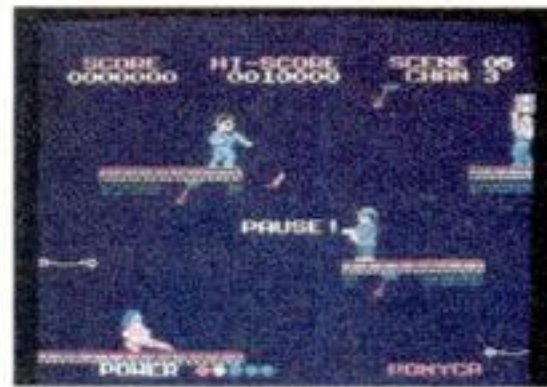 SCORE HI-SCORE SCENE 06
0000000 0010000 CHAN 3
PAUSE!
POWER PONYCA